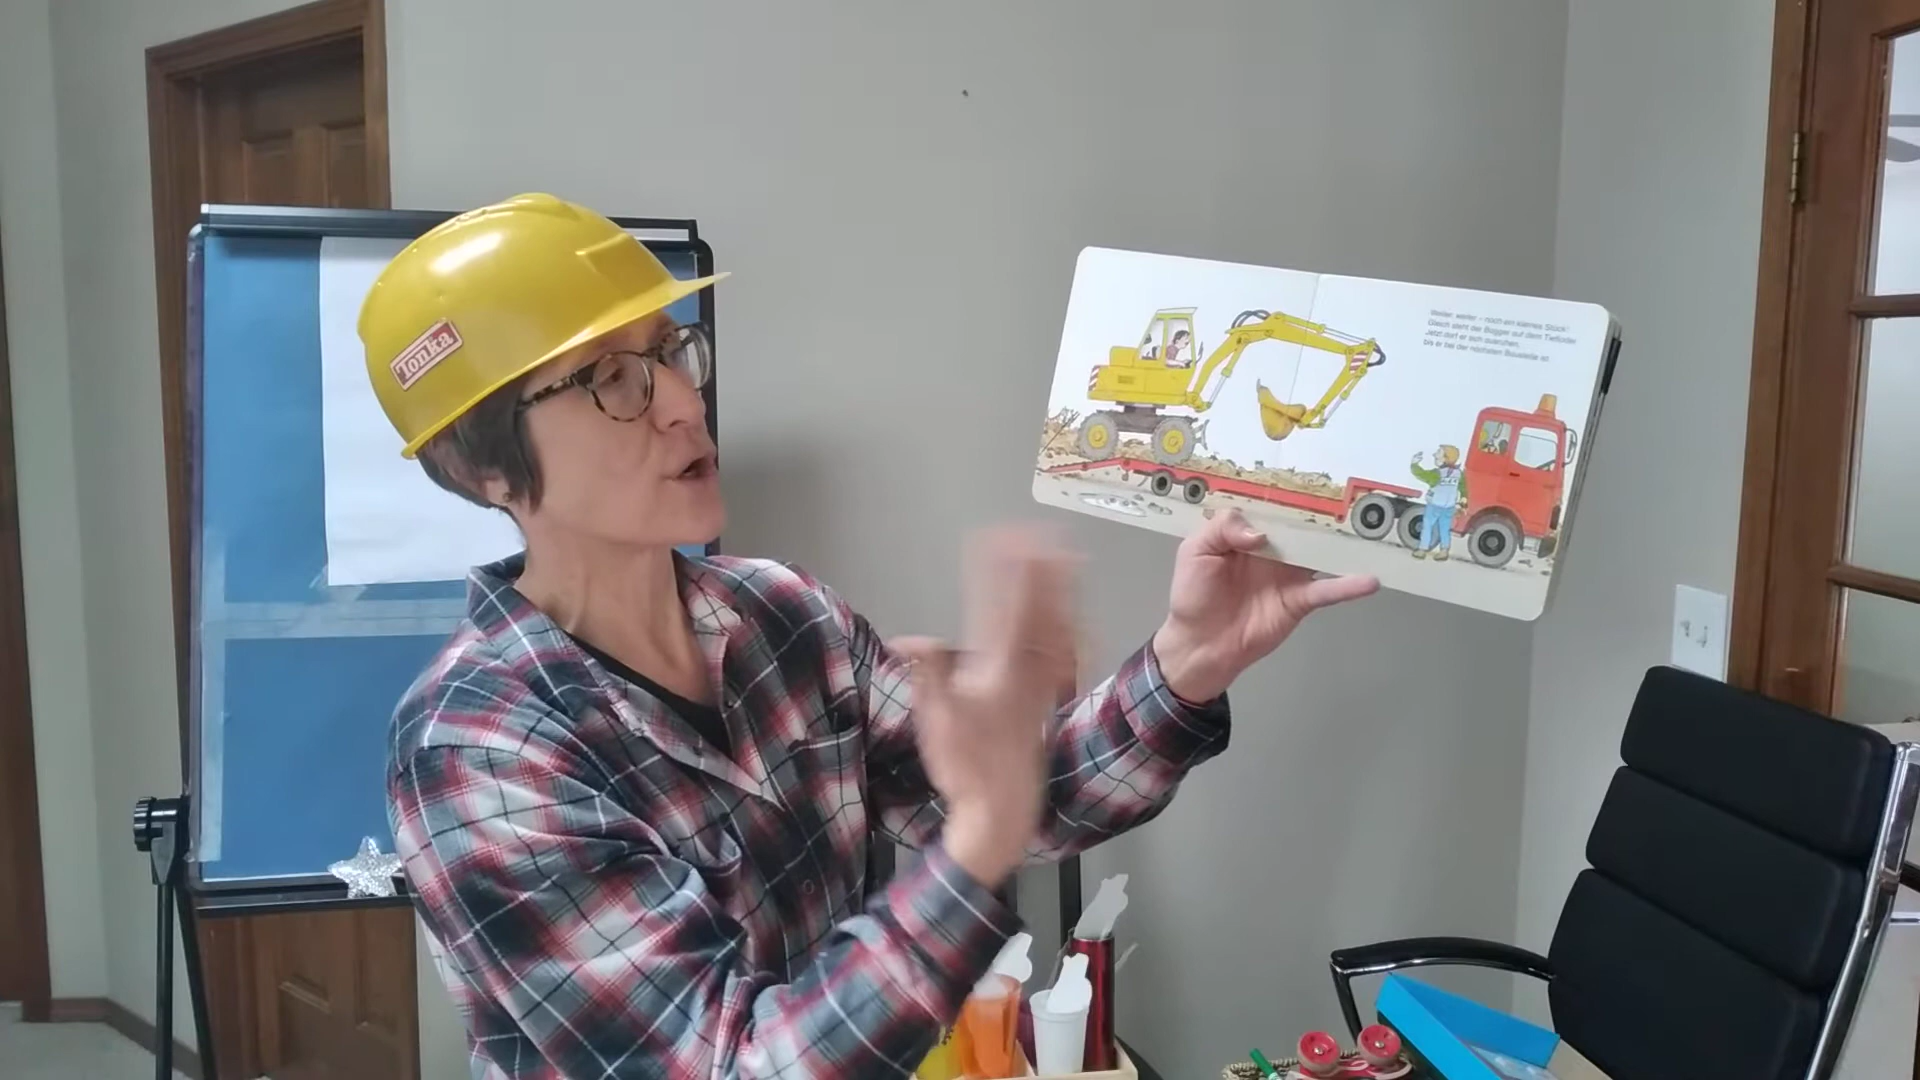 Tonka
Weiter, weiter – noch ein kleines Stück!
Gleich steht der Bagger auf dem Tieflader.
Jetzt darf er sich ausruhen,
bis er bei der nächsten Baustelle ist.